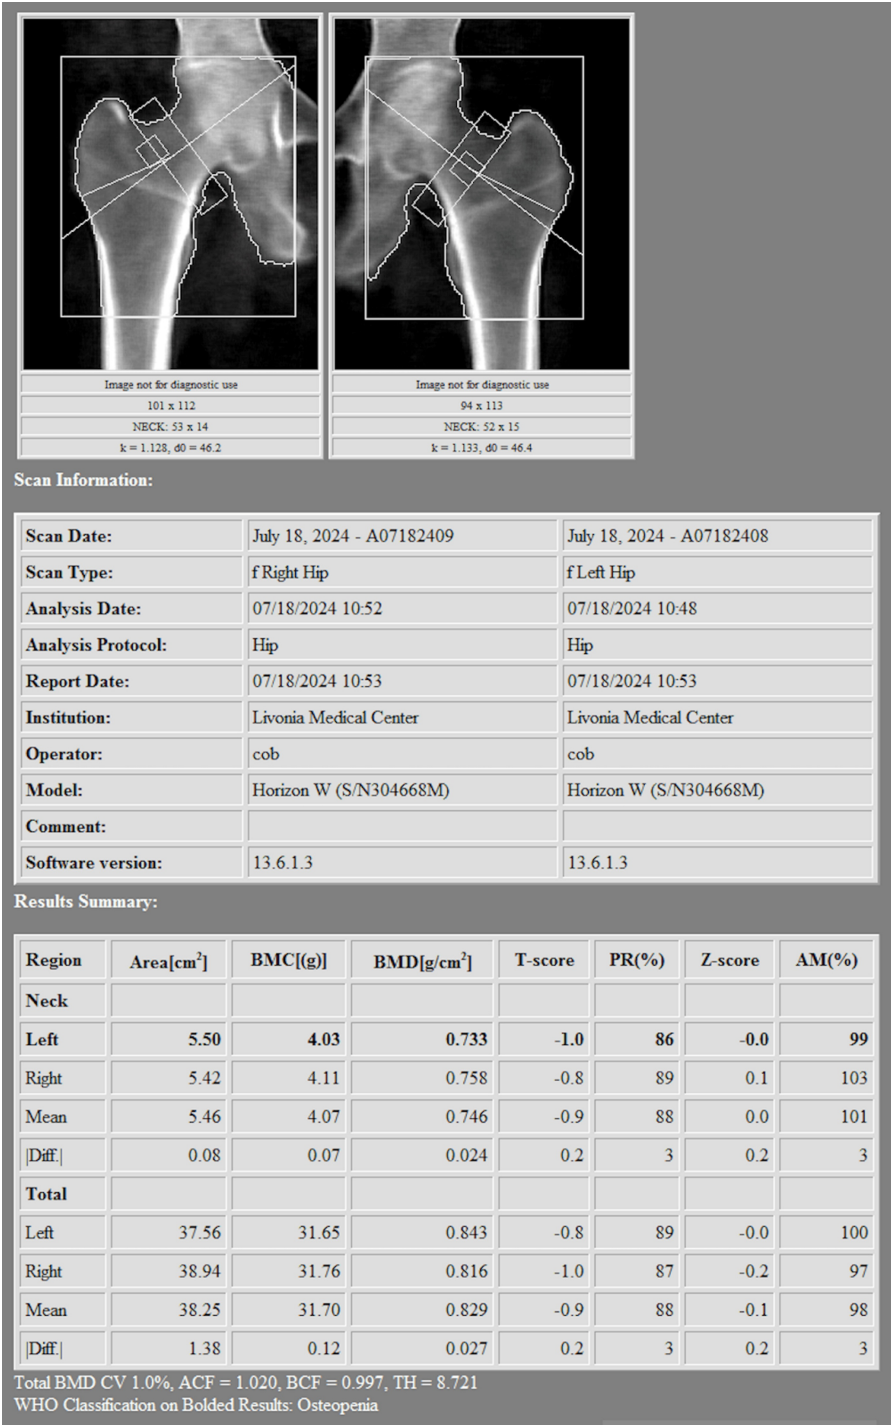 Image not for diagnostic use
101 x 112
NECK: 53 x 14
k = 1.128, d0 = 46.2
Image not for diagnostic use
94 x 113
NECK: 52 x 15
k = 1.133, d0 = 46.4
Scan Information:
Scan Date: July 18, 2024 - A07182409 July 18, 2024 - A07182408
Scan Type: f Right Hip f Left Hip
Analysis Date: 07/18/2024 10:52 07/18/2024 10:48
Analysis Protocol: Hip Hip
Report Date: 07/18/2024 10:53 07/18/2024 10:53
Institution: Livonia Medical Center Livonia Medical Center
Operator: cob cob
Model: Horizon W (S/N304668M) Horizon W (S/N304668M)
Comment:
Software version: 13.6.1.3 13.6.1.3
Results Summary:
Region Area[cm²] BMC[(g)] BMD[g/cm²] T-score PR(%) Z-score AM(%)
Neck
Left 5.50 4.03 0.733 -1.0 86 -0.0 99
Right 5.42 4.11 0.758 -0.8 89 0.1 103
Mean 5.46 4.07 0.746 -0.9 88 0.0 101
|Diff.| 0.08 0.07 0.024 0.2 3 0.2 3
Total
Left 37.56 31.65 0.843 -0.8 89 -0.0 100
Right 38.94 31.76 0.816 -1.0 87 -0.2 97
Mean 38.25 31.70 0.829 -0.9 88 -0.1 98
|Diff.| 1.38 0.12 0.027 0.2 3 0.2 3
Total BMD CV 1.0%, ACF = 1.020, BCF = 0.997, TH = 8.721
WHO Classification on Bolded Results: Osteopenia